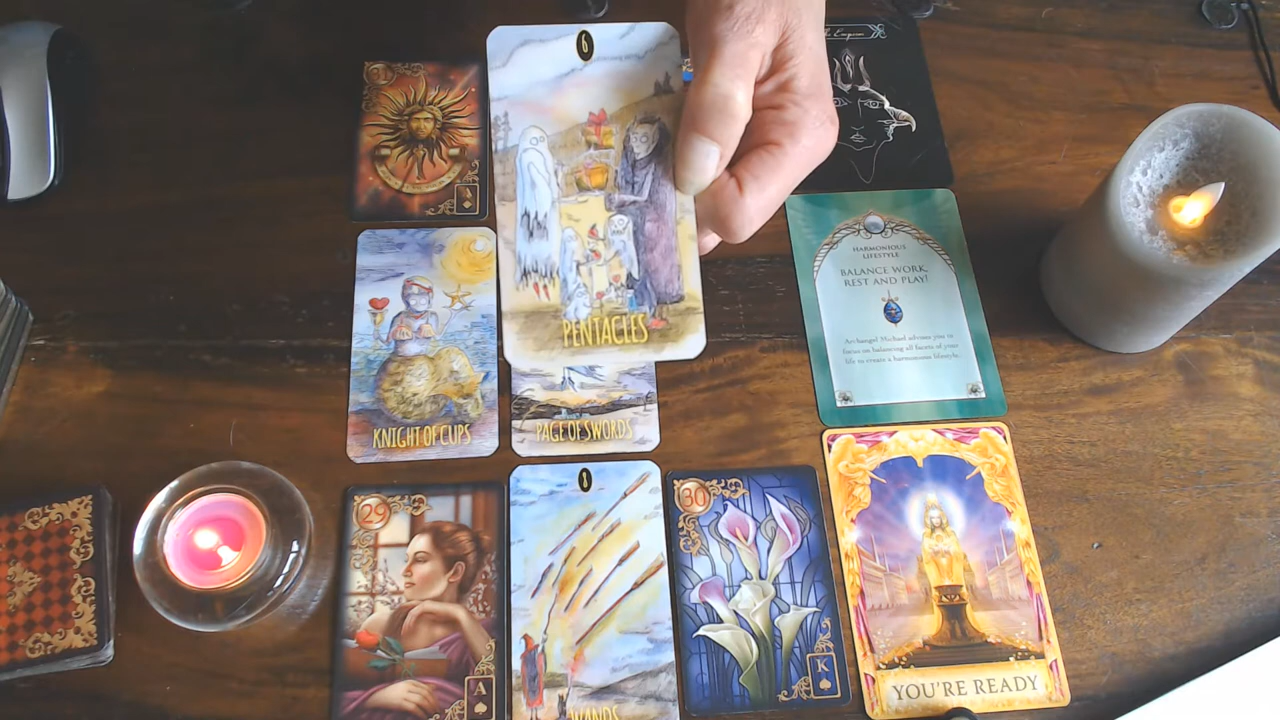 31
6
PENTACLES
HARMONIOUS
LIFESTYLE
BALANCE WORK,
REST AND PLAY!
Archangel Michael advises you to
focus on balancing all facets of your
life to create a harmonious lifestyle.
KNIGHT OF CUPS
PAGE OF SWORDS
29
A
8
WANDS
30
K
YOU'RE READY